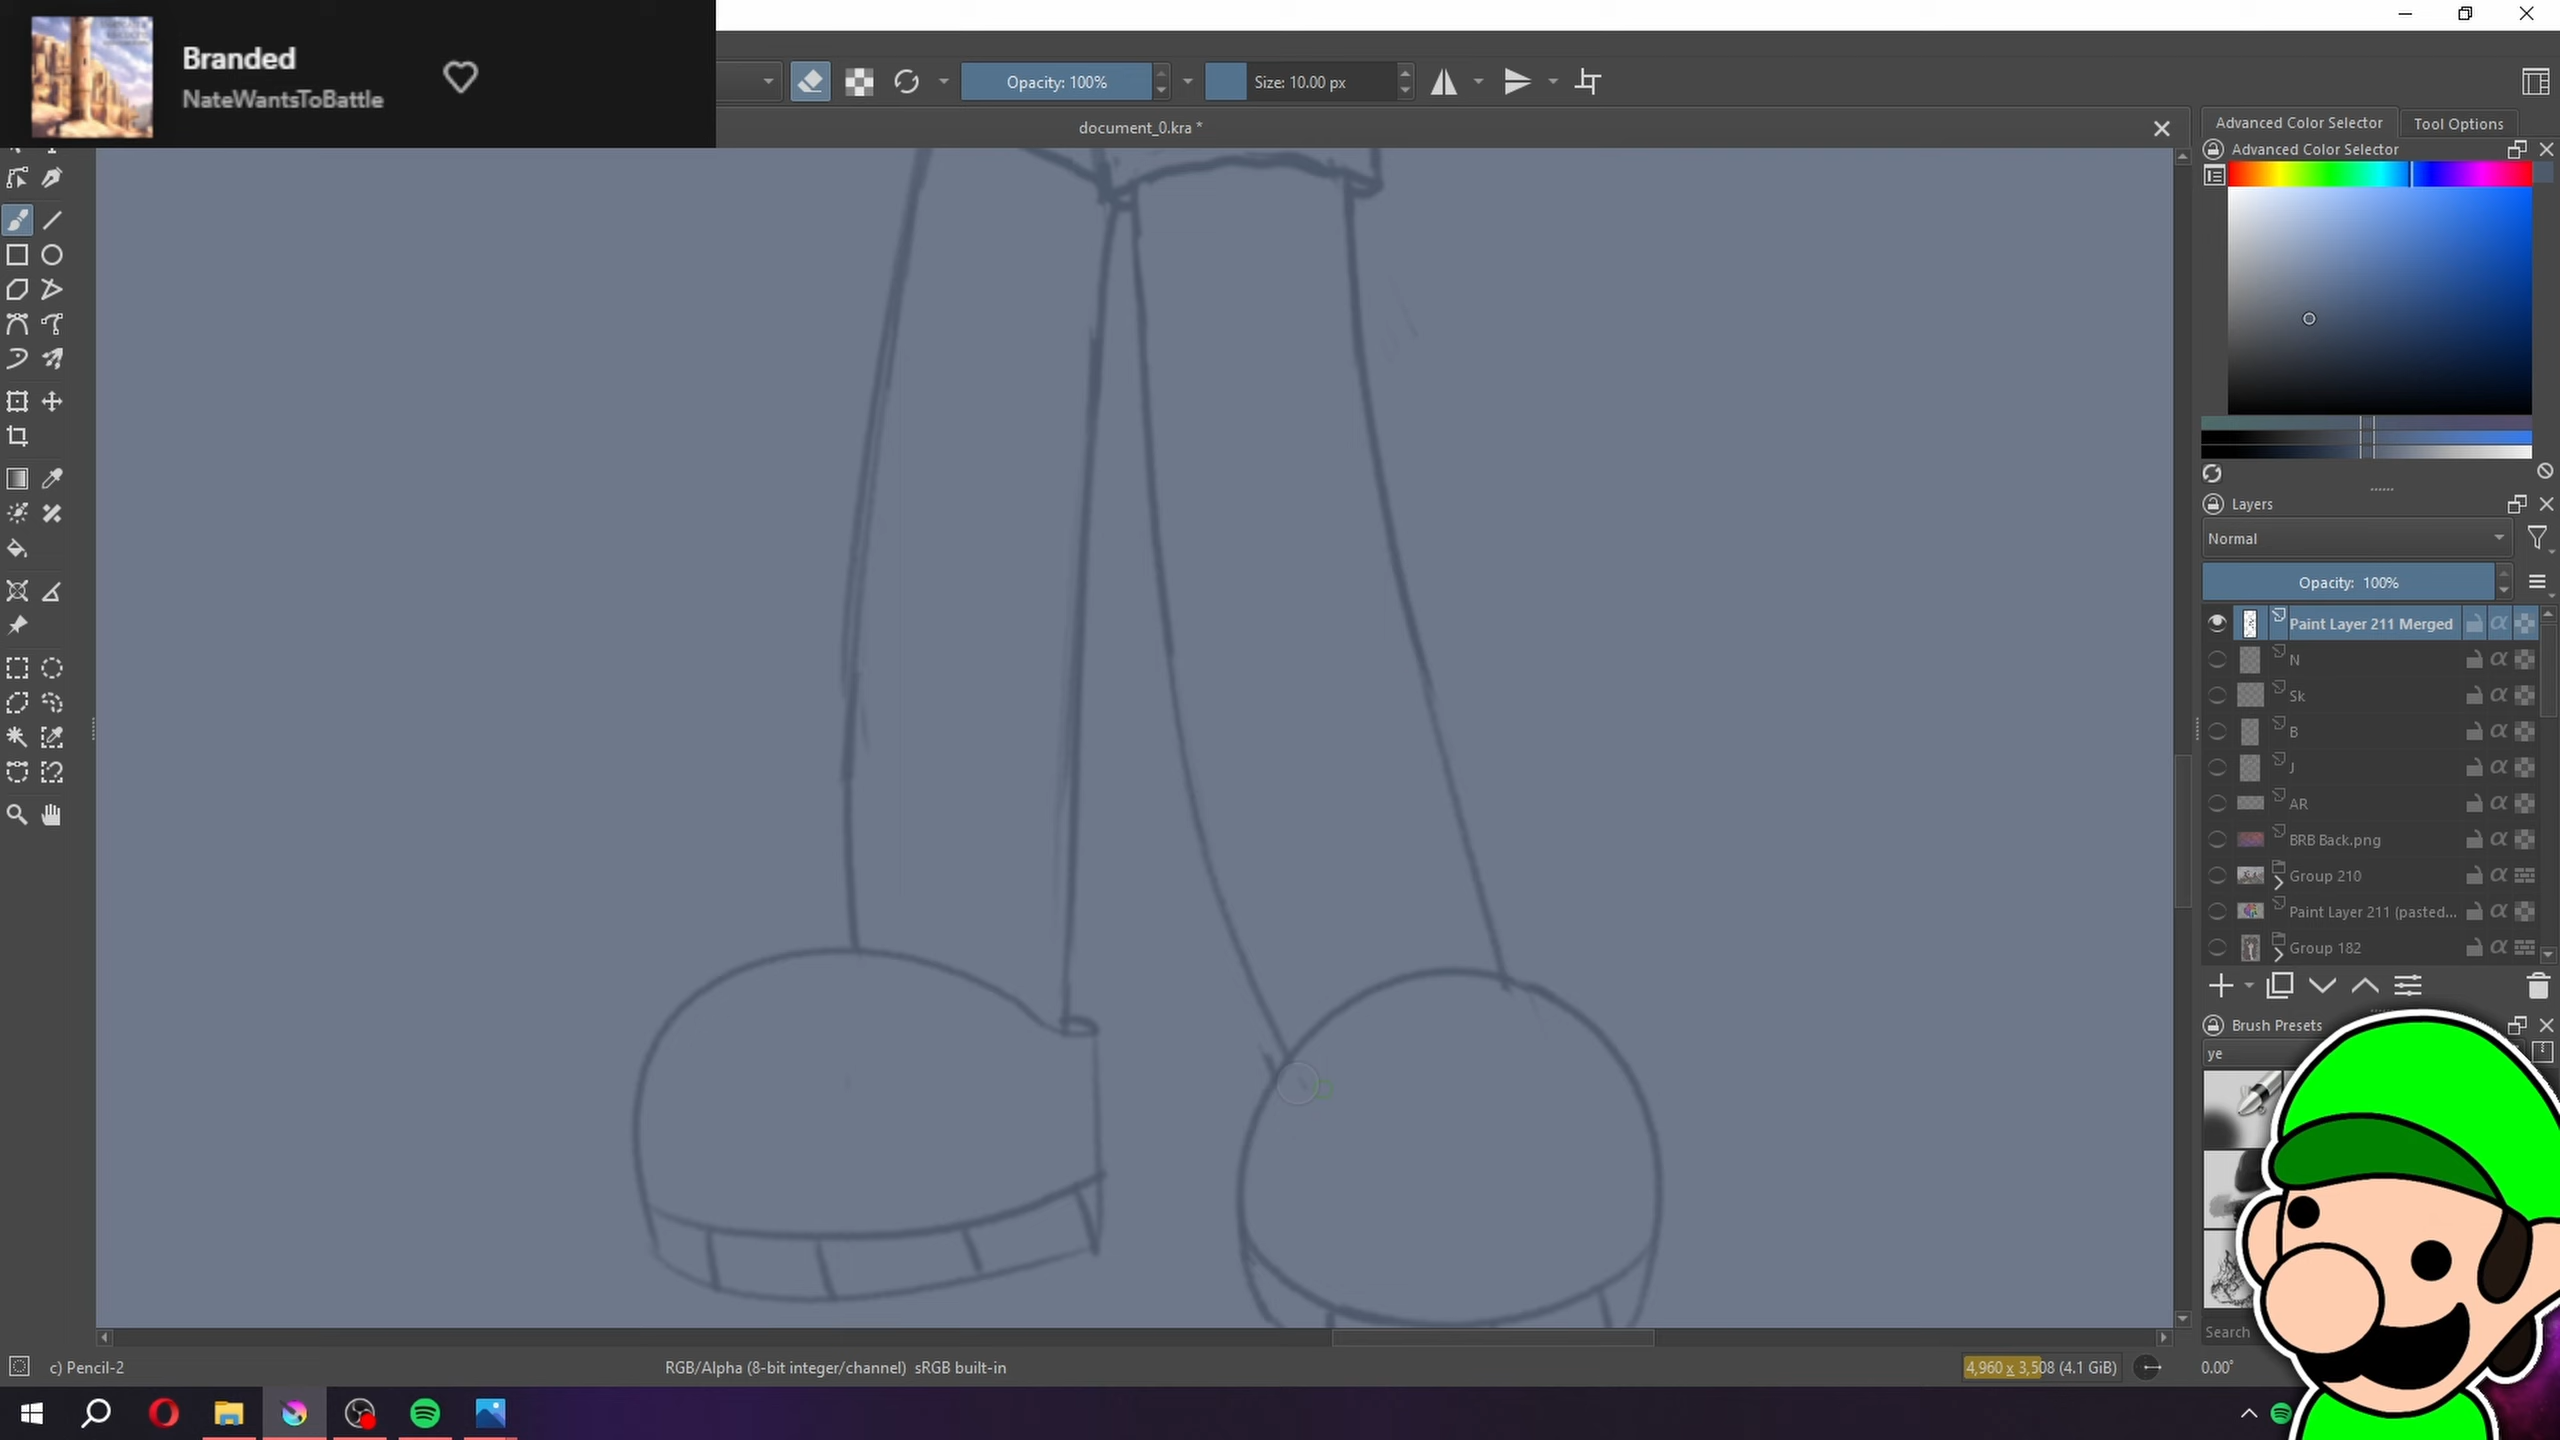 Branded
NateWantsToBattle
Opacity: 100%
Size: 10.00 px
document_0.kra *
Advanced Color Selector
Tool Options
Advanced Color Selector
Layers
Normal
Opacity: 100%
Paint Layer 211 Merged
N
Sk
B
J
AR
BRB Back.png
Group 210
Paint Layer 211 (pasted...
Group 182
Brush Presets
ye
Search
c) Pencil-2
RGB/Alpha (8-bit integer/channel) sRGB built-in
4,960 x 3,508 (4.1 GiB)
0.00°